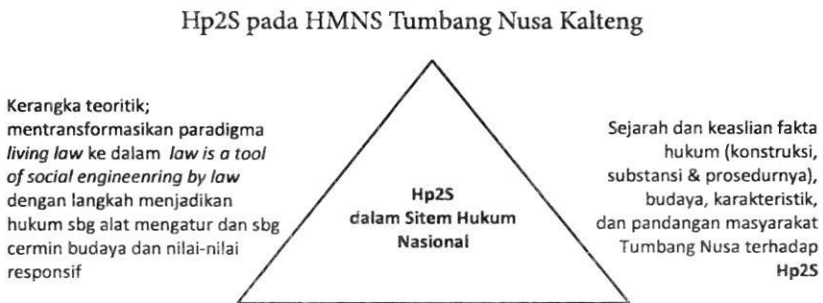 Hp2S pada HMNS Tumbang Nusa Kalteng
Kerangka teoritik;
mentransformasikan paradigma
living law ke dalam law is a tool
of social engineenring by law
dengan langkah menjadikan
hukum sbg alat mengatur dan sbg
cermin budaya dan nilai-nilai
responsif
Hp2S
dalam Sitem Hukum
Nasional
Sejarah dan keaslian fakta
hukum (konstruksi,
substansi & prosedurnya),
budaya, karakteristik,
dan pandangan masyarakat
Tumbang Nusa terhadap
Hp2S